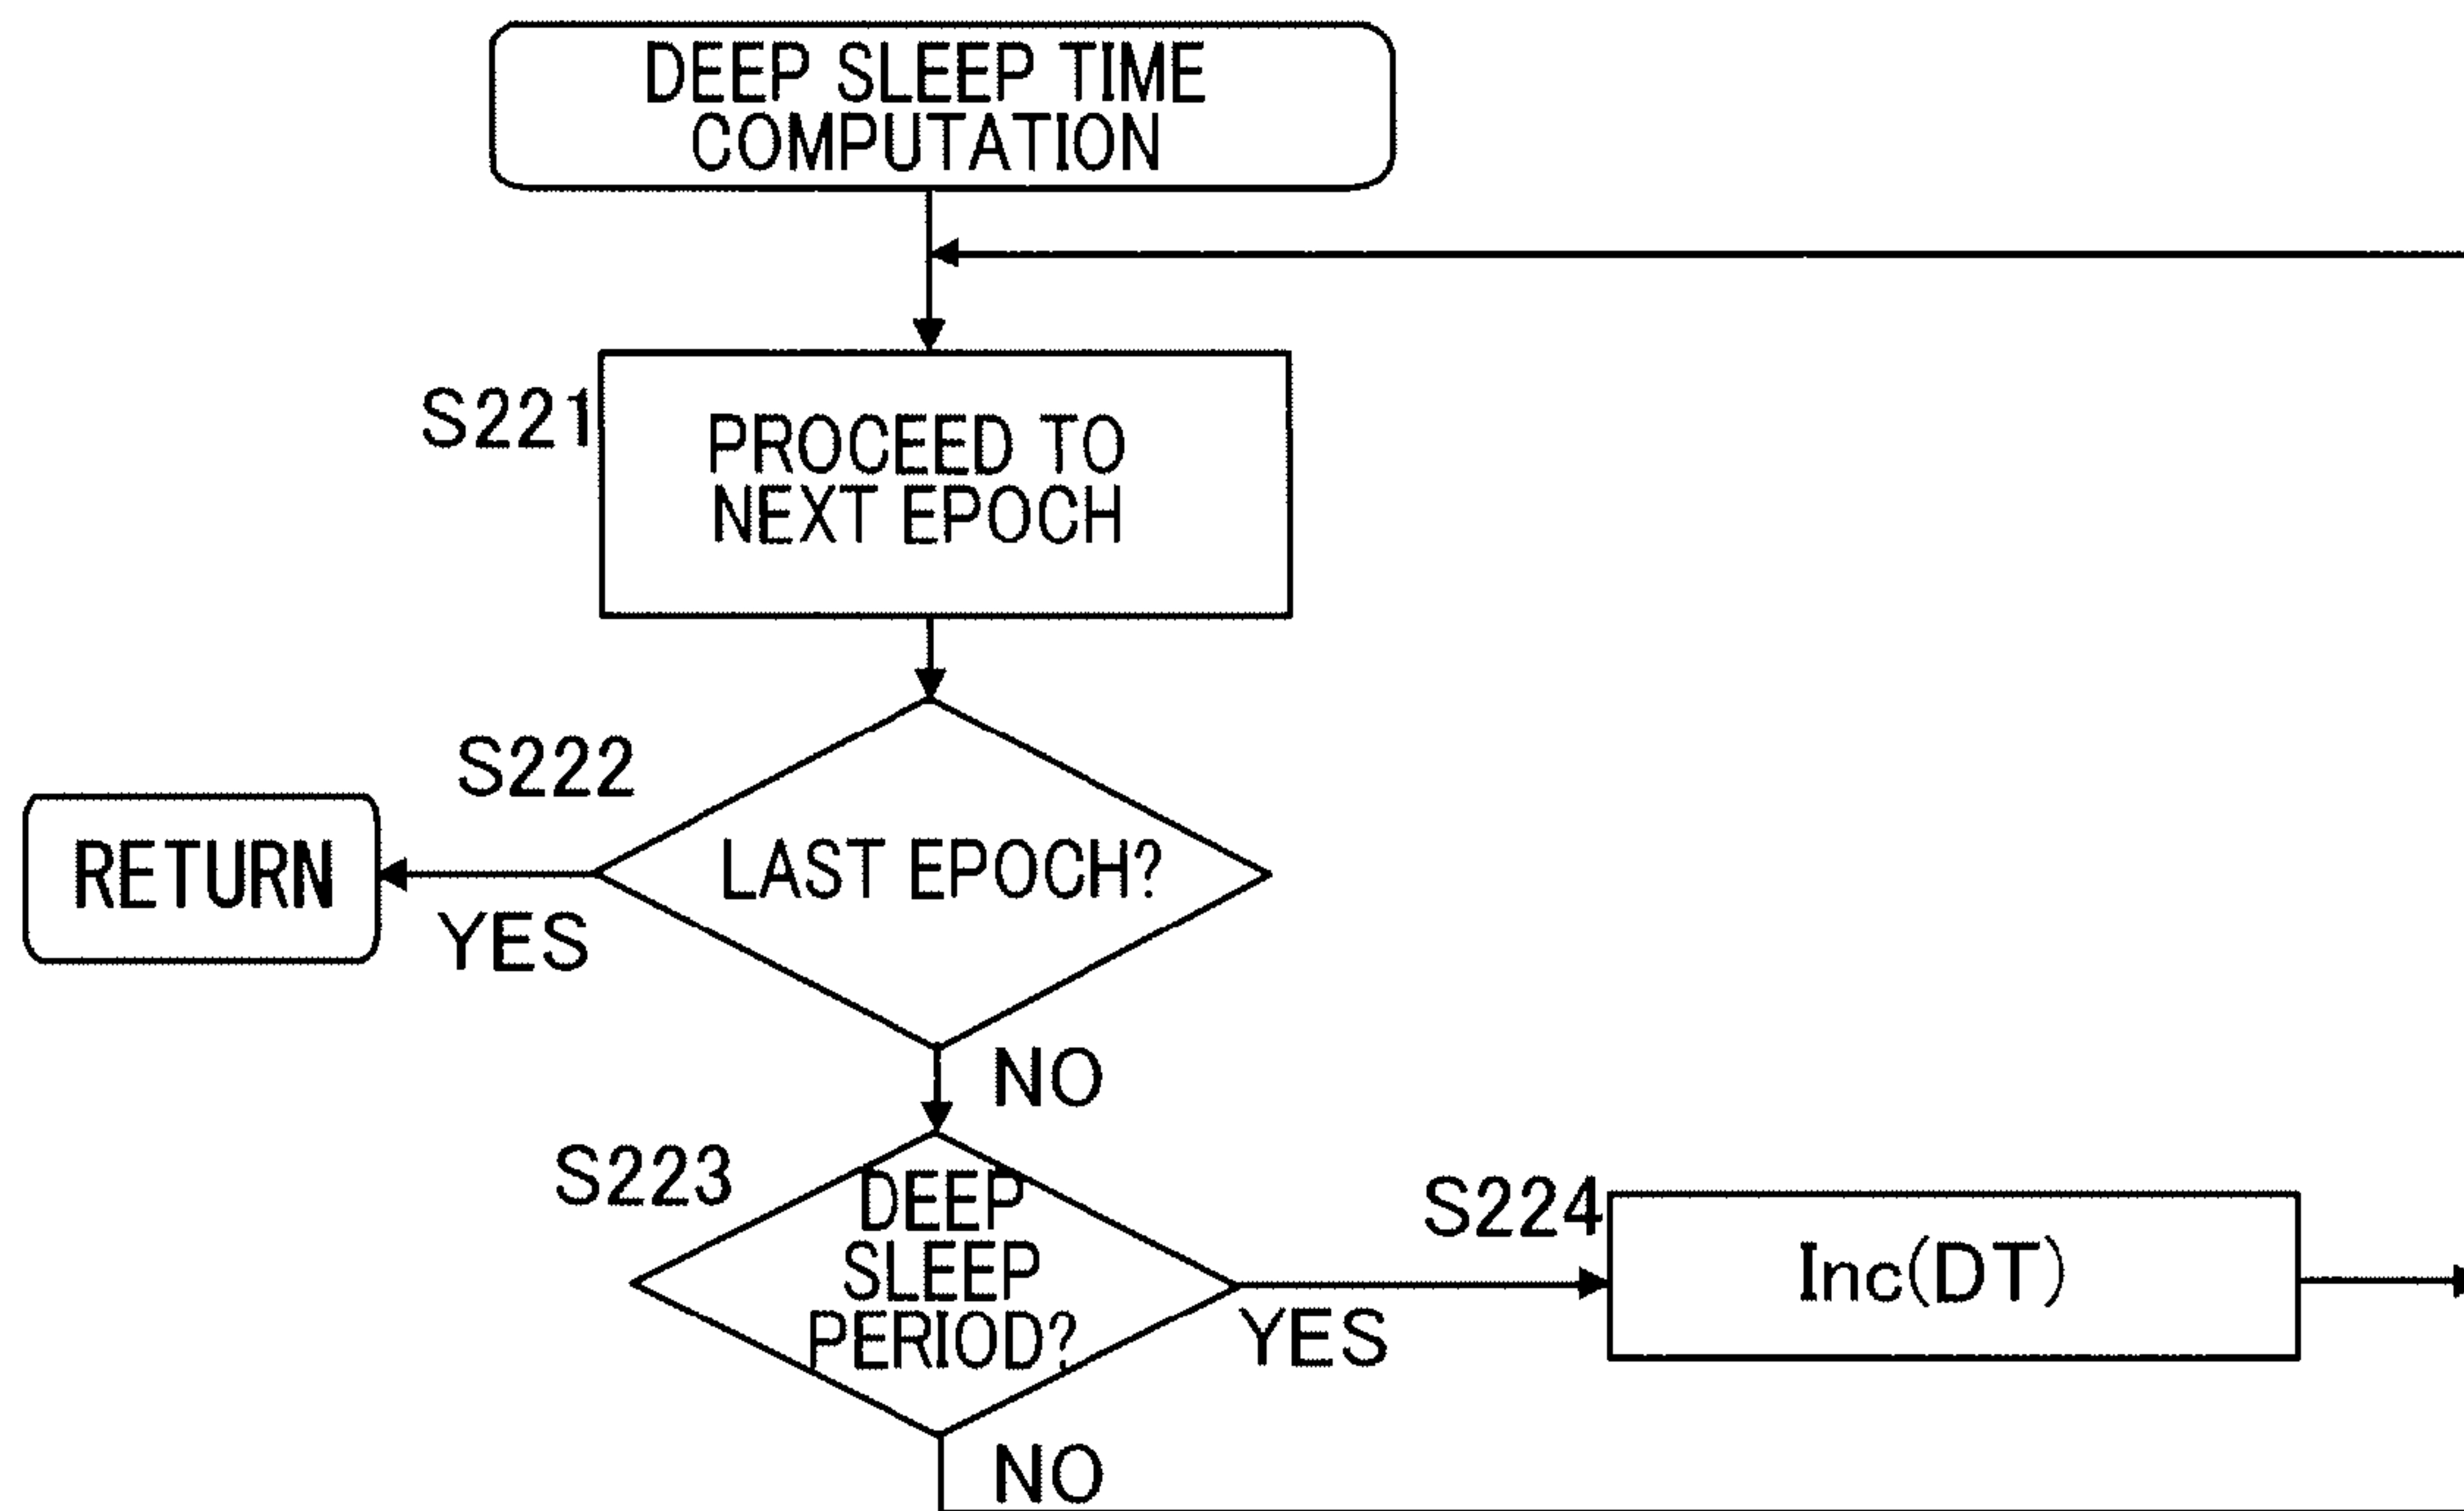 DEEP SLEEP TIME
COMPUTATION
S221
PROCEED TO
NEXT EPOCH
S222
LAST EPOCH?
RETURN
YES
NO
S223
DEEP
SLEEP
PERIOD?
YES
S224
Inc(DT)
NO